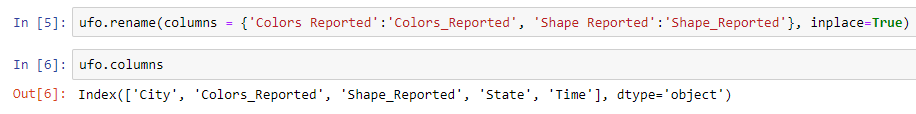 In [5]: ufo.rename(columns = {'Colors Reported':'Colors_Reported', 'Shape Reported':'Shape_Reported'}, inplace=True)
In [6]: ufo.columns
Out[6]: Index(['City', 'Colors_Reported', 'Shape_Reported', 'State', 'Time'], dtype='object')